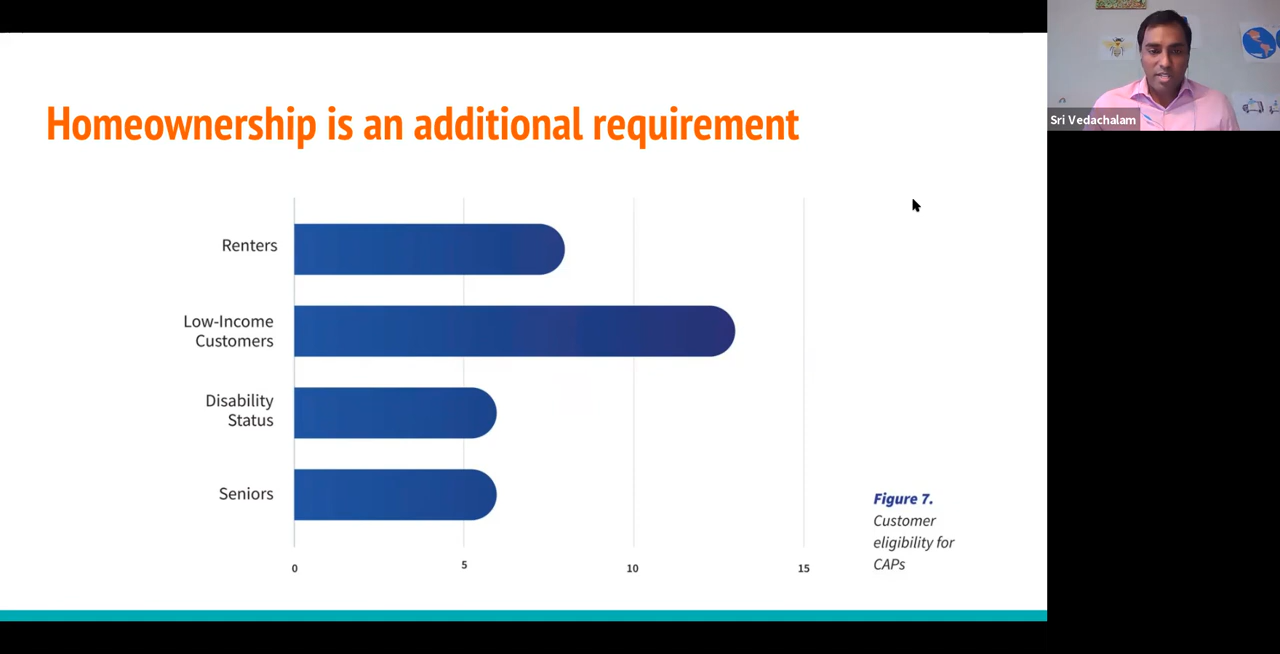 Homeownership is an additional requirement
Sri Vedachalam
Renters
Low-Income
Customers
Disability
Status
Seniors
0
5
10
15
Figure 7.
Customer
eligibility for
CAPs